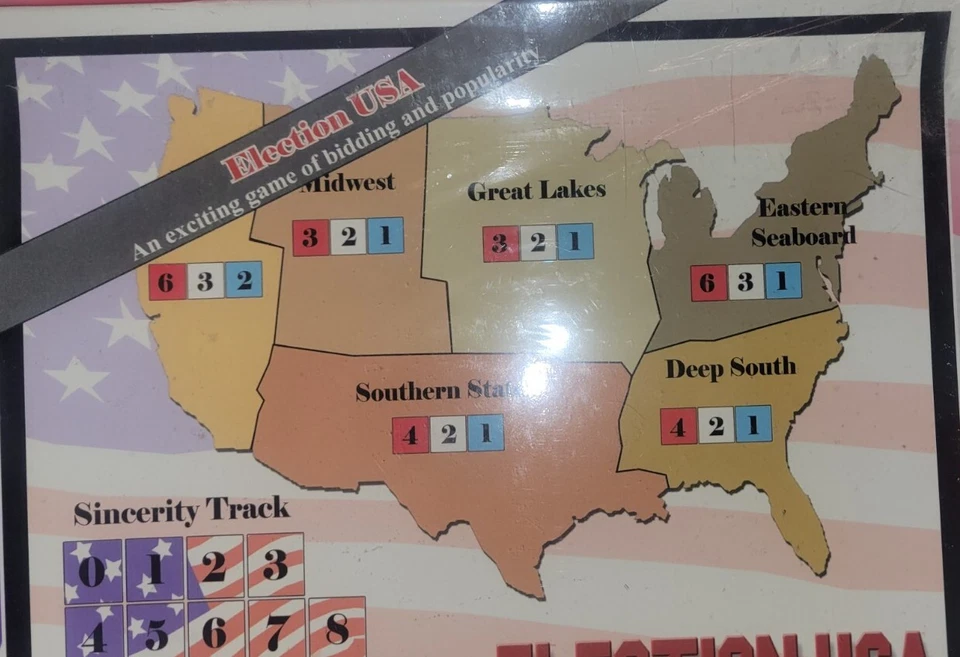 Election USA
An exciting game of bidding and popularity
Midwest
3 2 1
Great Lakes
3 2 1
Eastern
Seaboard
6 3 2
6 3 1
Southern
4 2 1
Deep South
4 2 1
Sincerity Track
0 1 2 3
4 5 6 7 8
ELECTION USA